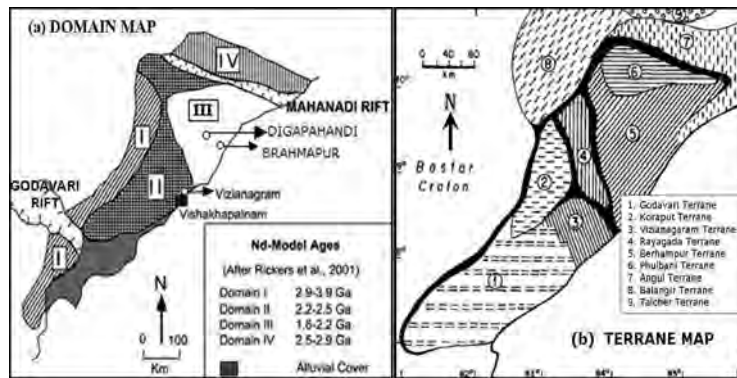 (a) DOMAIN MAP
IV
III
MAHANADI RIFT
DIGAPAHANDI
BRAHMAPUR
I
II
GODAVARI
RIFT
Vizianagram
Vishakhapalnam
I
Nd-Model Ages
(After Rickers et al., 2001)
Domain I 2.9-3.9 Ga
Domain II 2.2-2.5 Ga
Domain III 1.8-2.2 Ga
Domain IV 2.5-2.9 Ga
Alluvial Cover
N
0 100
Km
(b)
0 40 80
km
N
Bastar
Craton
9
7
8
6
5
4
2
3
1
1. Godavari Terrane
2. Koraput Terrane
3. Vizianagaram Terrane
4. Rayagada Terrane
5. Berhampur Terrane
6. Phulbani Terrane
7. Angul Terrane
8. Balangir Terrane
9. Talcher Terrane
(b) TERRANE MAP